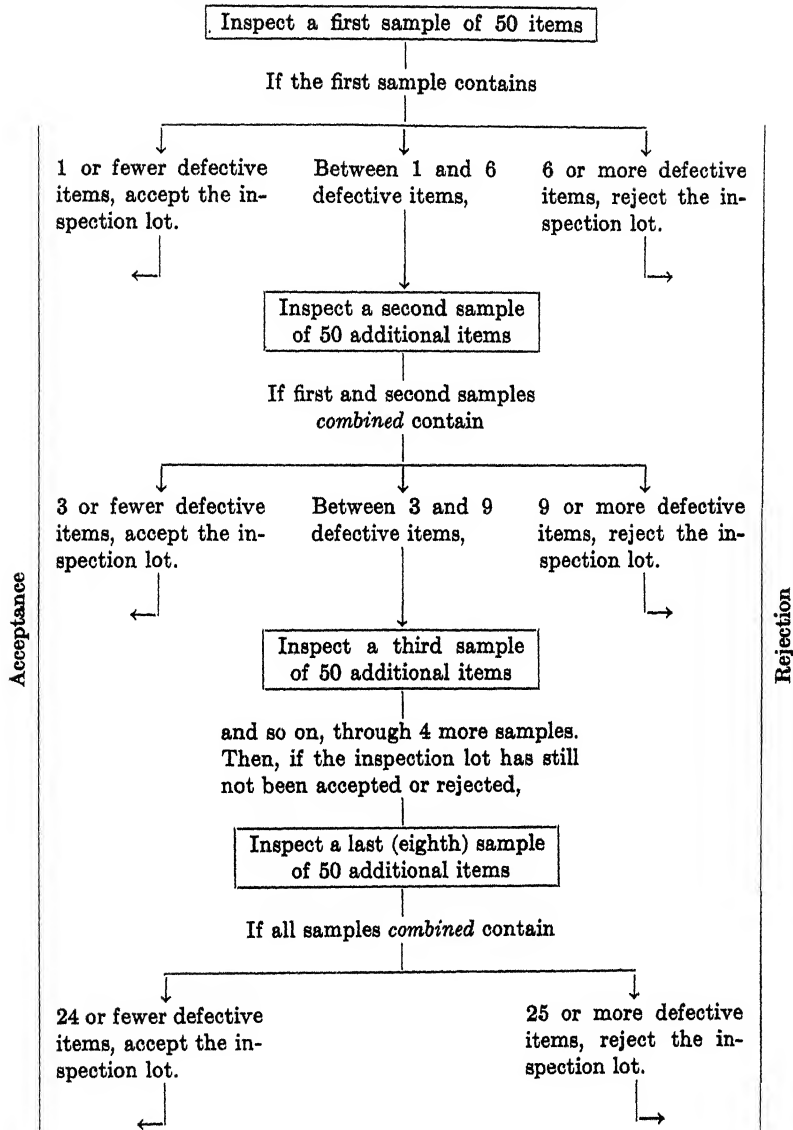 Inspect a first sample of 50 items
If the first sample contains
1 or fewer defective
items, accept the in-
spection lot.
Between 1 and 6
defective items,
6 or more defective
items, reject the in-
spection lot.
Inspect a second sample
of 50 additional items
If first and second samples
combined contain
3 or fewer defective
items, accept the in-
spection lot.
Between 3 and 9
defective items,
9 or more defective
items, reject the in-
spection lot.
Acceptance
Rejection
Inspect a third sample
of 50 additional items
and so on, through 4 more samples.
Then, if the inspection lot has still
not been accepted or rejected,
Inspect a last (eighth) sample
of 50 additional items
If all samples combined contain
24 or fewer defective
items, accept the in-
spection lot.
25 or more defective
items, reject the in-
spection lot.